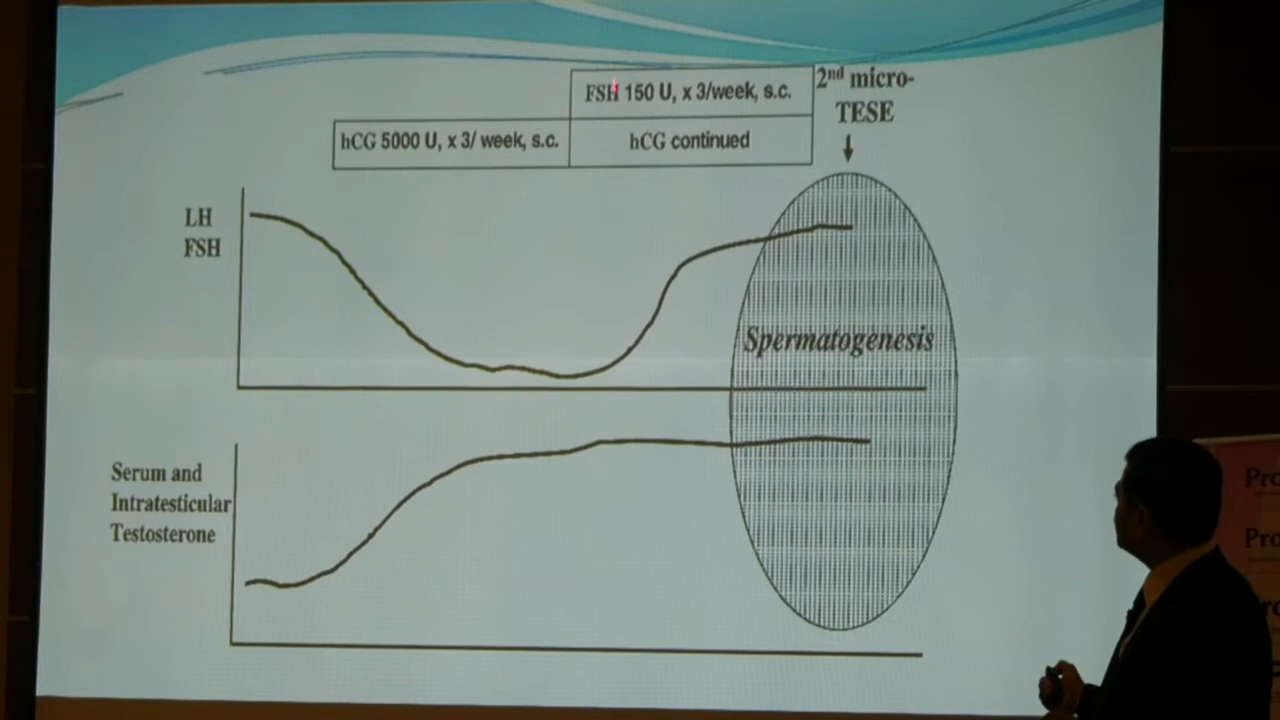 FSH 150 U, x 3/week, s.c.
2nd micro-
TESE
hCG 5000 U, x 3/ week, s.c.
hCG continued
LH
FSH
Spermatogenesis
Serum and
Intratesticular
Testosterone